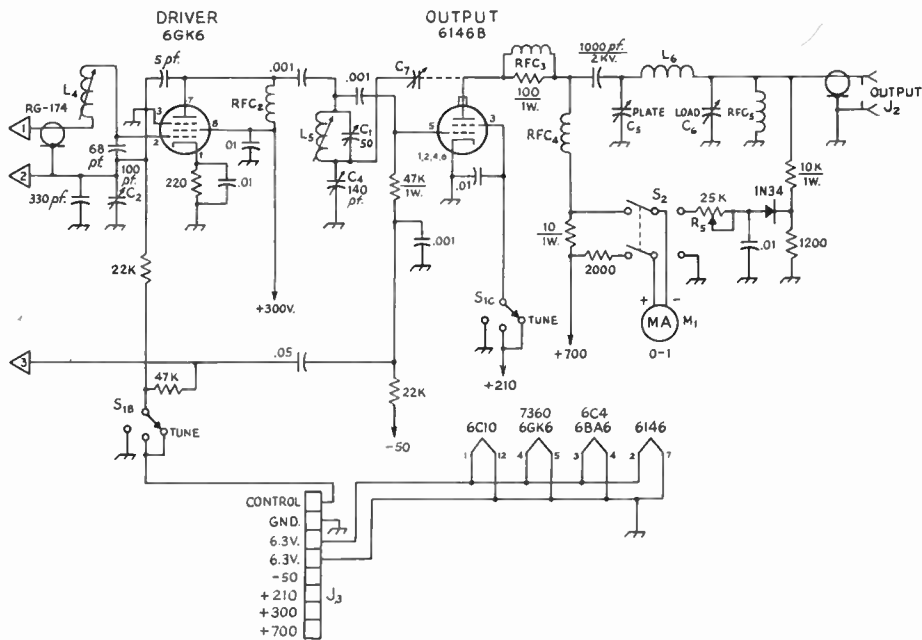 DRIVER
6GK6
OUTPUT
6146B
5 pf.
.001
.001
C7
RFC3
100
1W.
1000 pf.
2KV.
L6
L4
RG-174
1
7
3
2
8
1
RFC2
.01
L5
C1
50
5
3
1,2,4,6
RFC4
PLATE
C5
LOAD
C6
RFC5
OUTPUT
J2
2
68
pf.
100
pf.
C2
330 pf.
220
.01
C4
140
pf.
47K
1W.
.01
10K
1W.
S2
25K
R5
1N34
.01
1200
22K
+300V.
.001
10
1W.
2000
S1C
TUNE
+
-
MA
M1
0-1
+700
3
.05
47K
+210
22K
S1B
TUNE
-50
6C10
7360
6GK6
6C4
6BA6
6146
1
12
4
5
3
4
2
7
CONTROL
GND.
6.3V.
6.3V.
-50
+210
+300
+700
J3